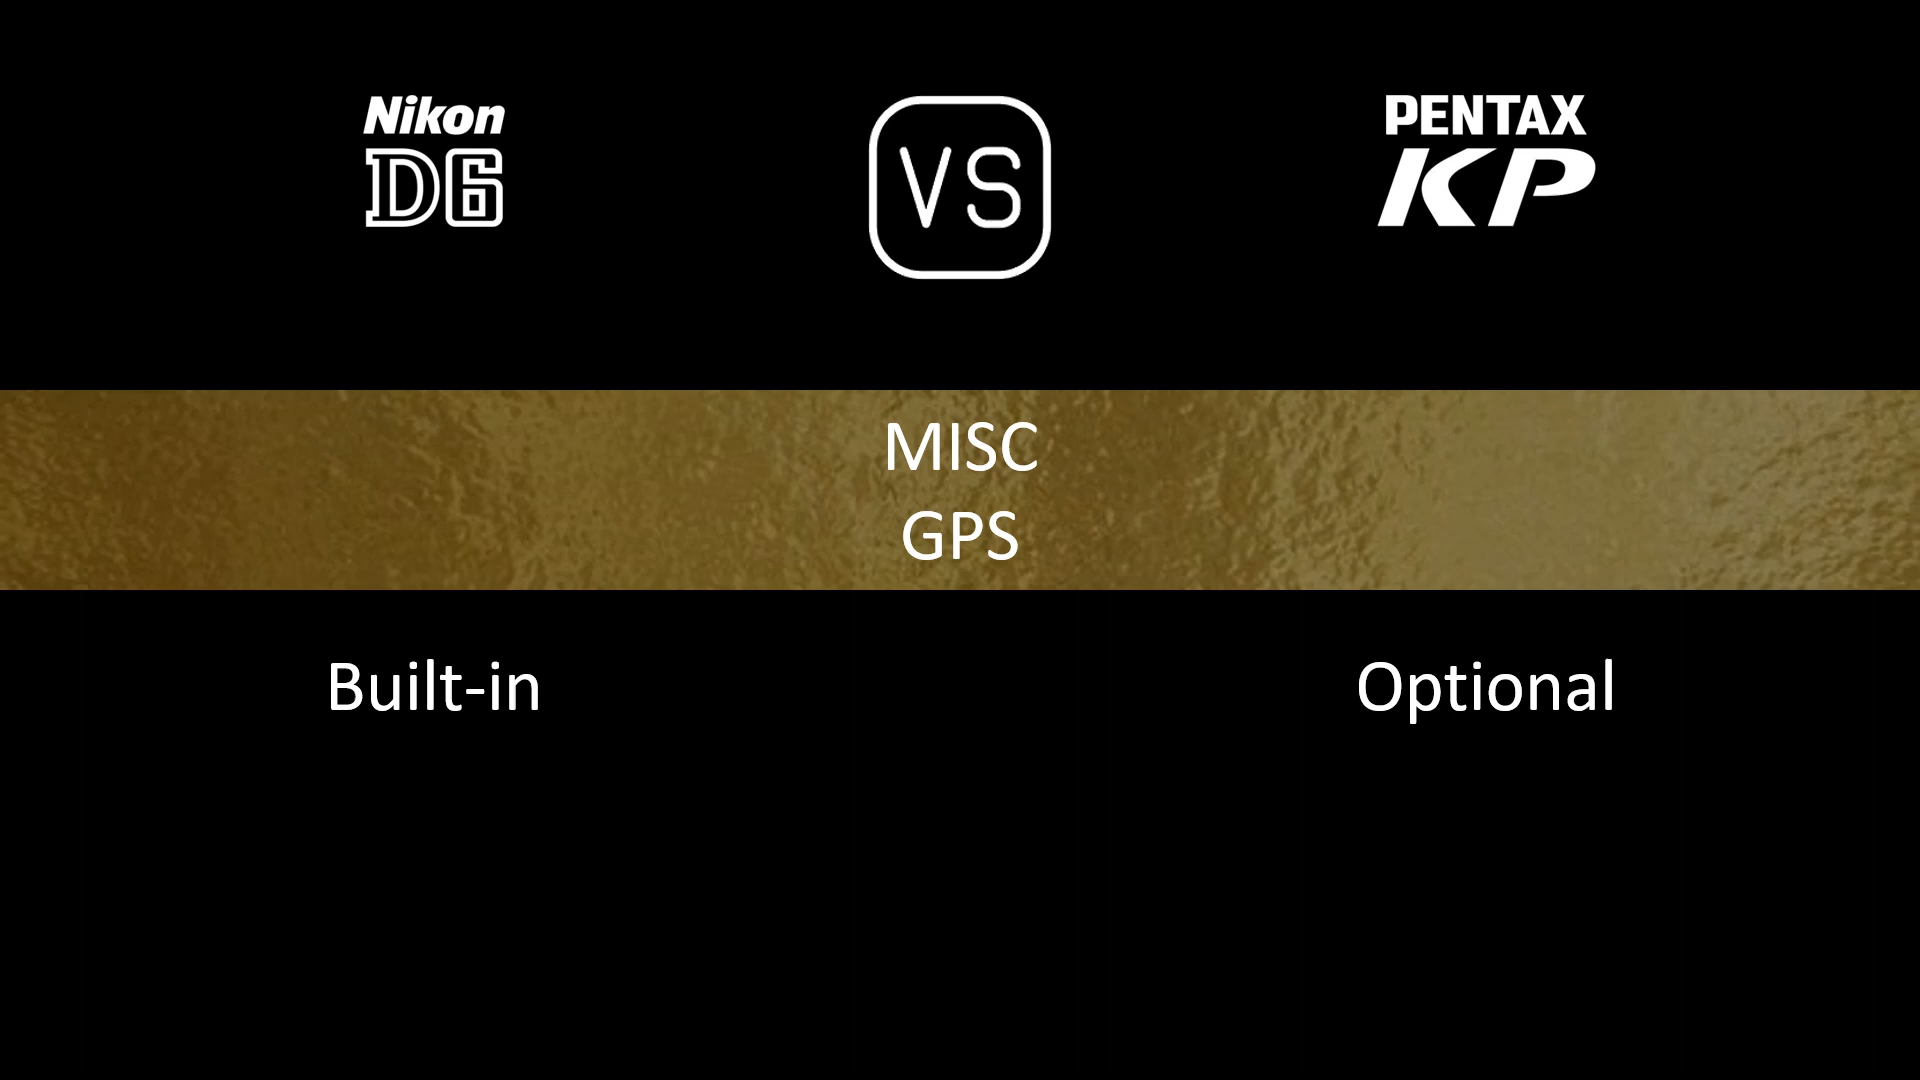 Nikon
D6
VS
PENTAX
KP
MISC
GPS
Built-in
Optional